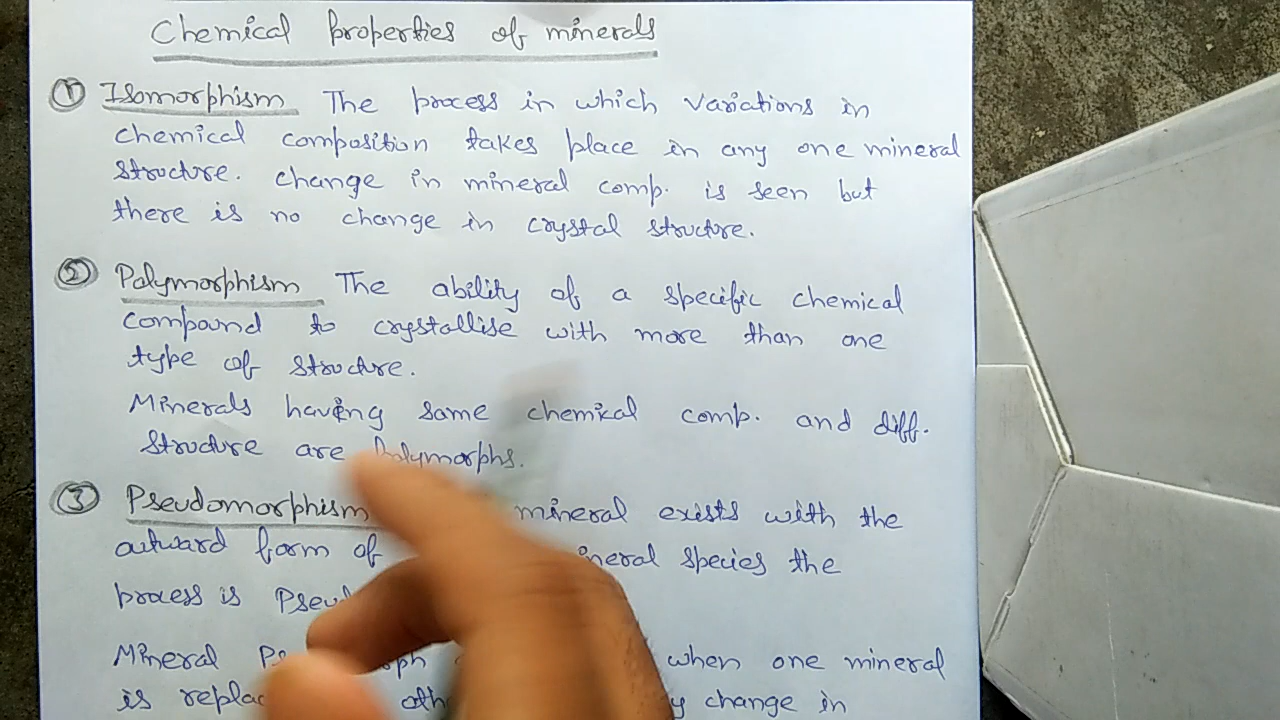 Chemical properties of minerals
① Isomorphism The process in which variations in
chemical composition takes place in any one mineral
structure. change in mineral comp. is seen but
there is no change in crystal structure.
② Polymorphism The ability of a specific chemical
compound to crystallise with more than one
type of structure.
Minerals having same chemical comp. and diff.
structure are Polymorphs.
③ Pseudomorphism mineral exists with the
outward form of species the
process is
Mineral when one mineral
is change in